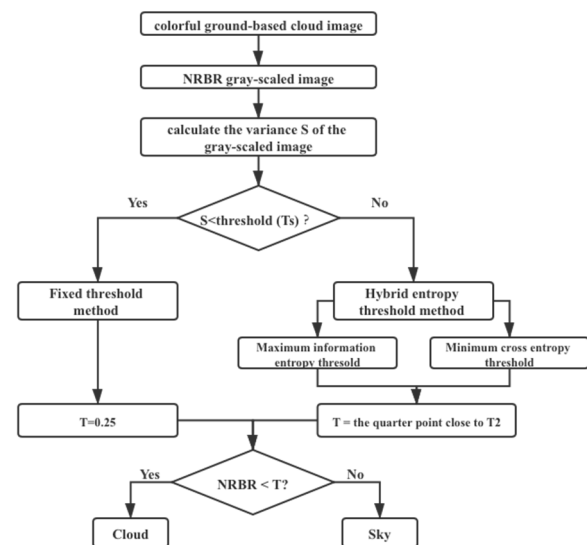 colorful ground-based cloud image
NRBR gray-scaled image
calculate the variance S of the
gray-scaled image
Yes
No
S<threshold (Ts) ?
Fixed threshold
method
Hybrid entropy
threshold method
Maximum information
entropy thresold
Minimum cross entropy
threshold
T=0.25
T = the quarter point close to T2
Yes
No
NRBR < T?
Cloud
Sky